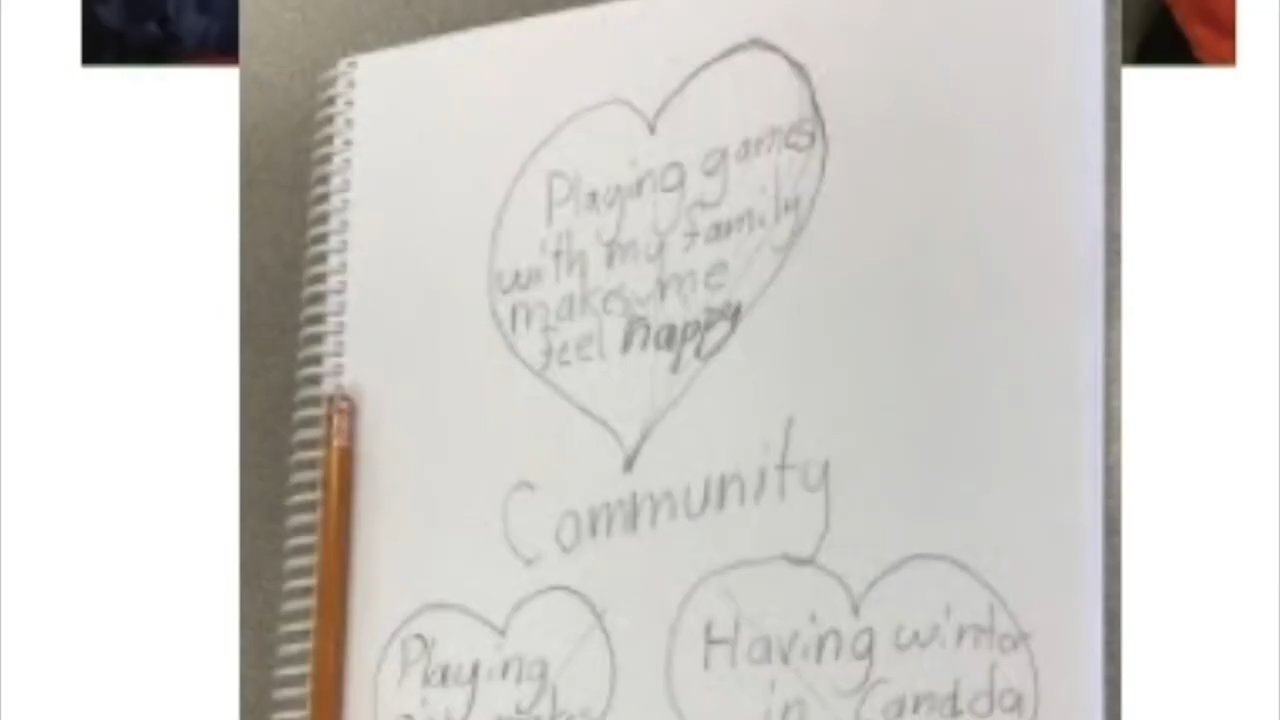 Playing games
with my family
makes me
feel happy
Community
Playing
Having winter
in Canada